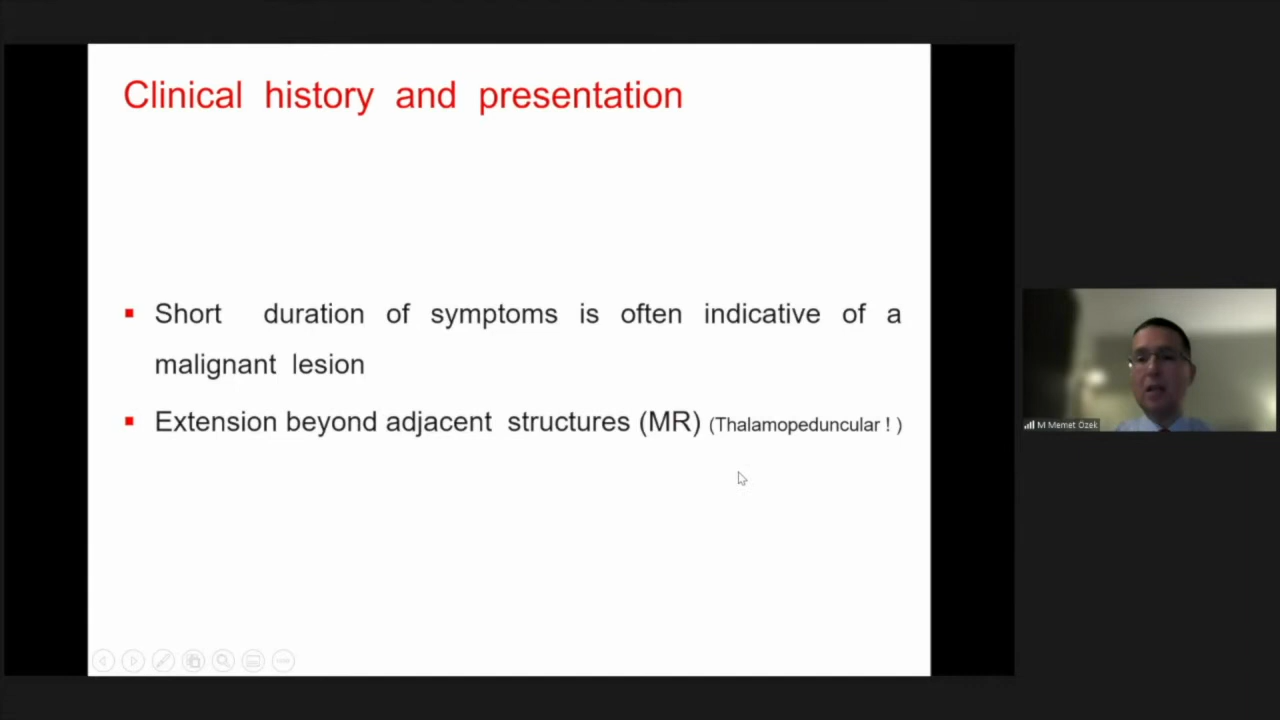 Clinical history and presentation
Short duration of symptoms is often indicative of a
malignant lesion
Extension beyond adjacent structures (MR) (Thalamopeduncular ! )
M Memet Özek